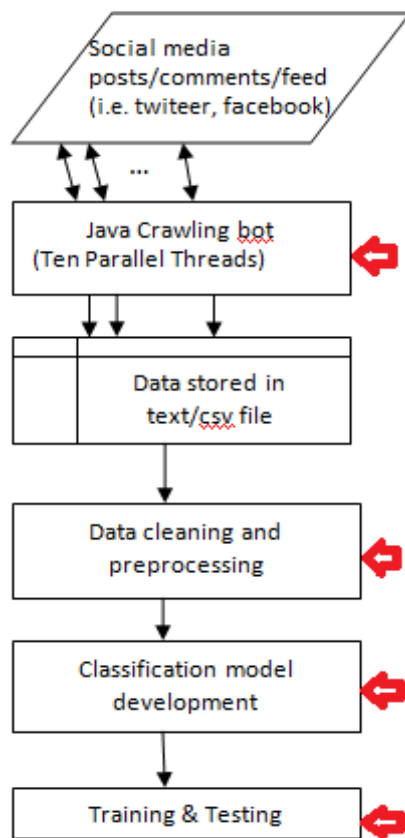 Social media
posts/comments/feed
(i.e. twiteer, facebook)
...
Java Crawling bot
(Ten Parallel Threads)
Data stored in
text/csv file
Data cleaning and
preprocessing
Classification model
development
Training & Testing